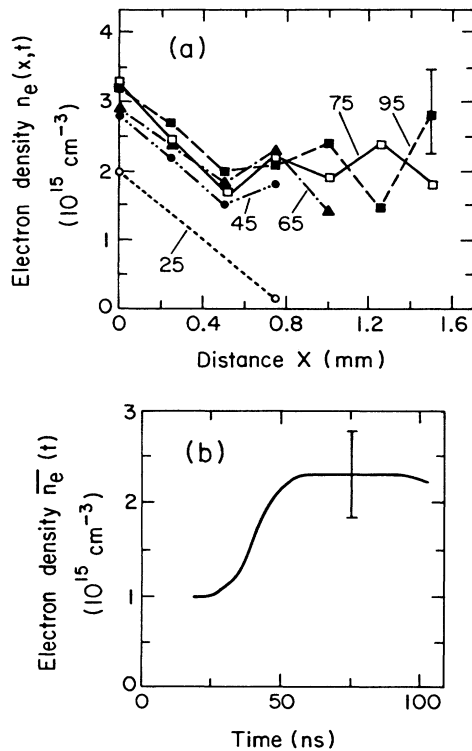 (a)
Electron density nₑ(x,t)
(10¹⁵ cm⁻³)
4
3
2
1
0
75
95
45
65
25
0
0.4
0.8
1.2
1.6
Distance X (mm)
(b)
Electron density n̅ₑ̅(t)
(10¹⁵ cm⁻³)
3
2
1
0
0
50
100
Time (ns)